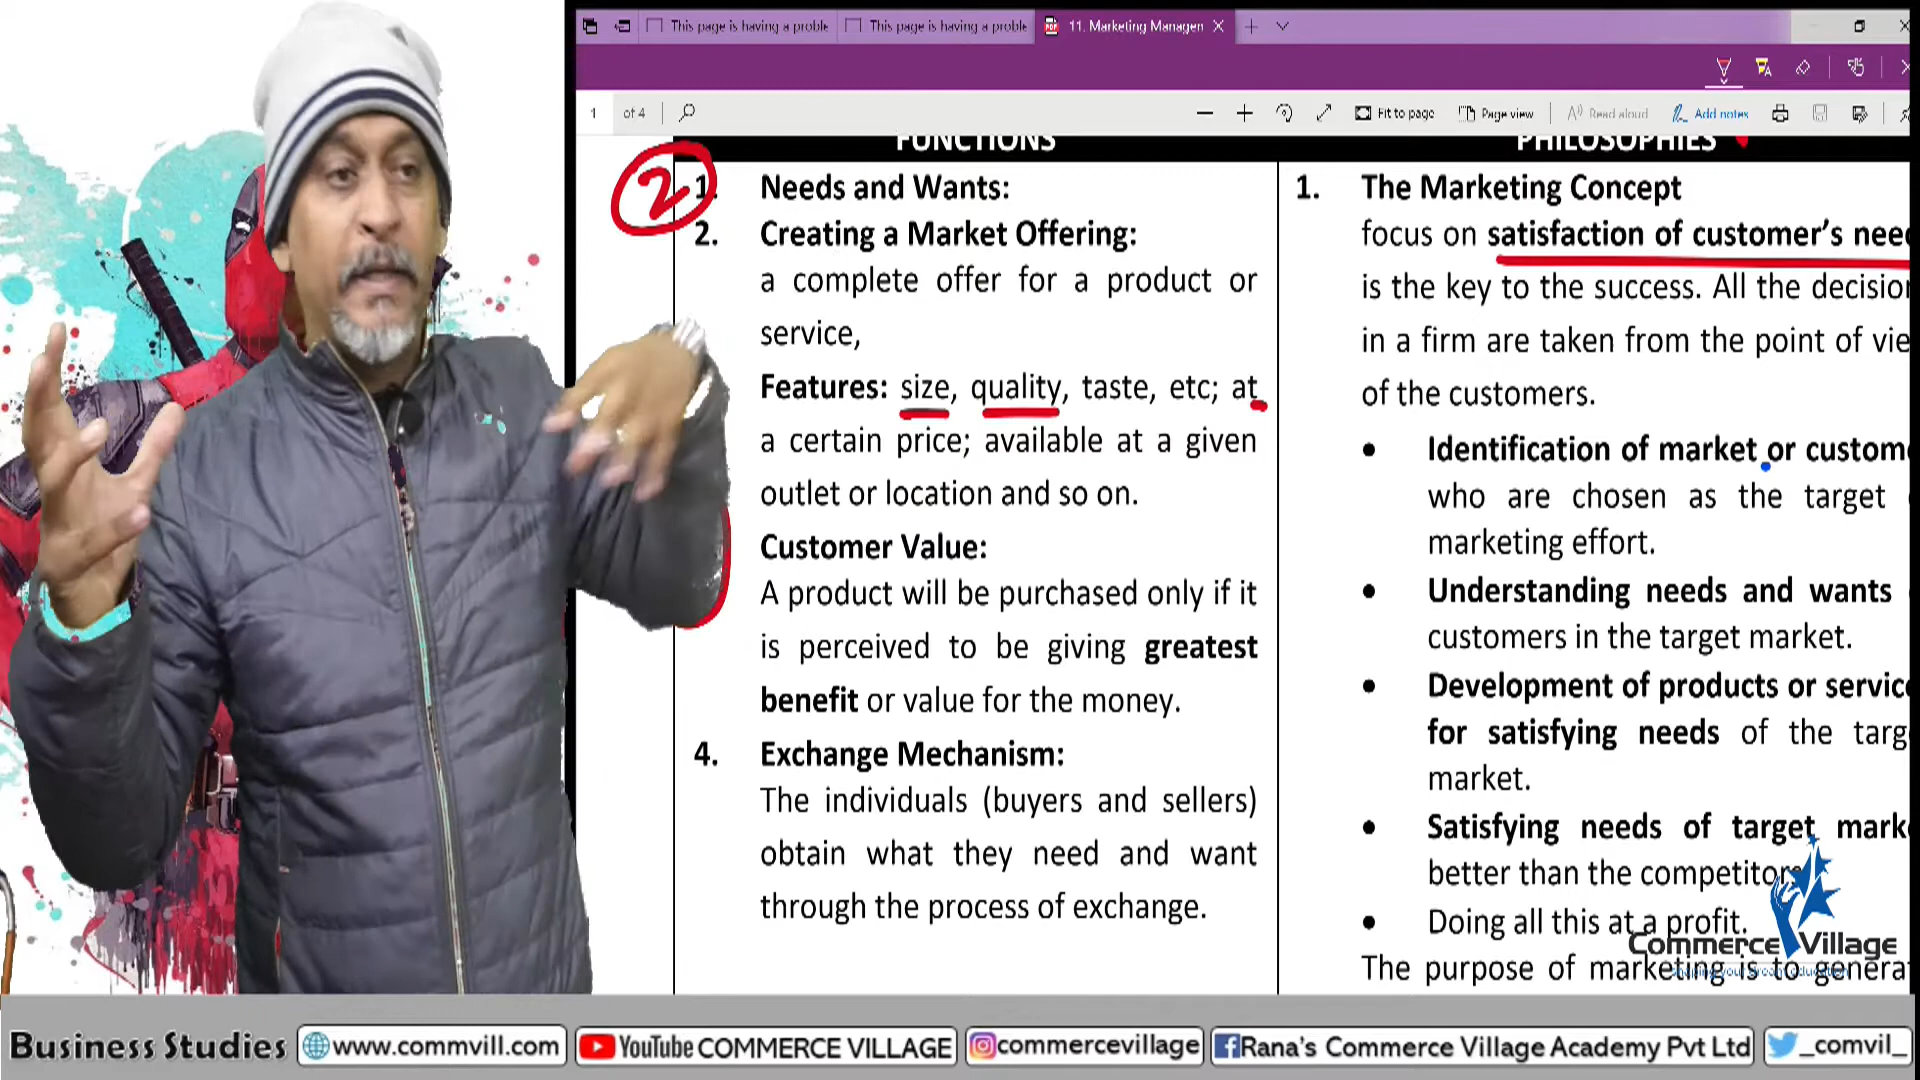 This page is having a proble
This page is having a proble
11. Marketing Managen
1 of 4
Fit to page
Page view
Read aloud
Add notes
FUNCTIONS
2
1. Needs and Wants:
2. Creating a Market Offering:
a complete offer for a product or
service,
Features: size, quality, taste, etc; at
a certain price; available at a given
outlet or location and so on.
Customer Value:
A product will be purchased only if it
is perceived to be giving greatest
benefit or value for the money.
4. Exchange Mechanism:
The individuals (buyers and sellers)
obtain what they need and want
through the process of exchange.
PHILOSOPHIES
1. The Marketing Concept
focus on satisfaction of customer's need
is the key to the success. All the decision
in a firm are taken from the point of vie
of the customers.
• Identification of market or custome
who are chosen as the target
marketing effort.
• Understanding needs and wants
customers in the target market.
• Development of products or service
for satisfying needs of the targ
market.
• Satisfying needs of target mark
better than the competitors
• Doing all this at a profit.
The purpose of marketing is to generat
Commerce Village
Business Studies
www.commvill.com
YouTube COMMERCE VILLAGE
commercevillage
Rana's Commerce Village Academy Pvt Ltd
_comvil_